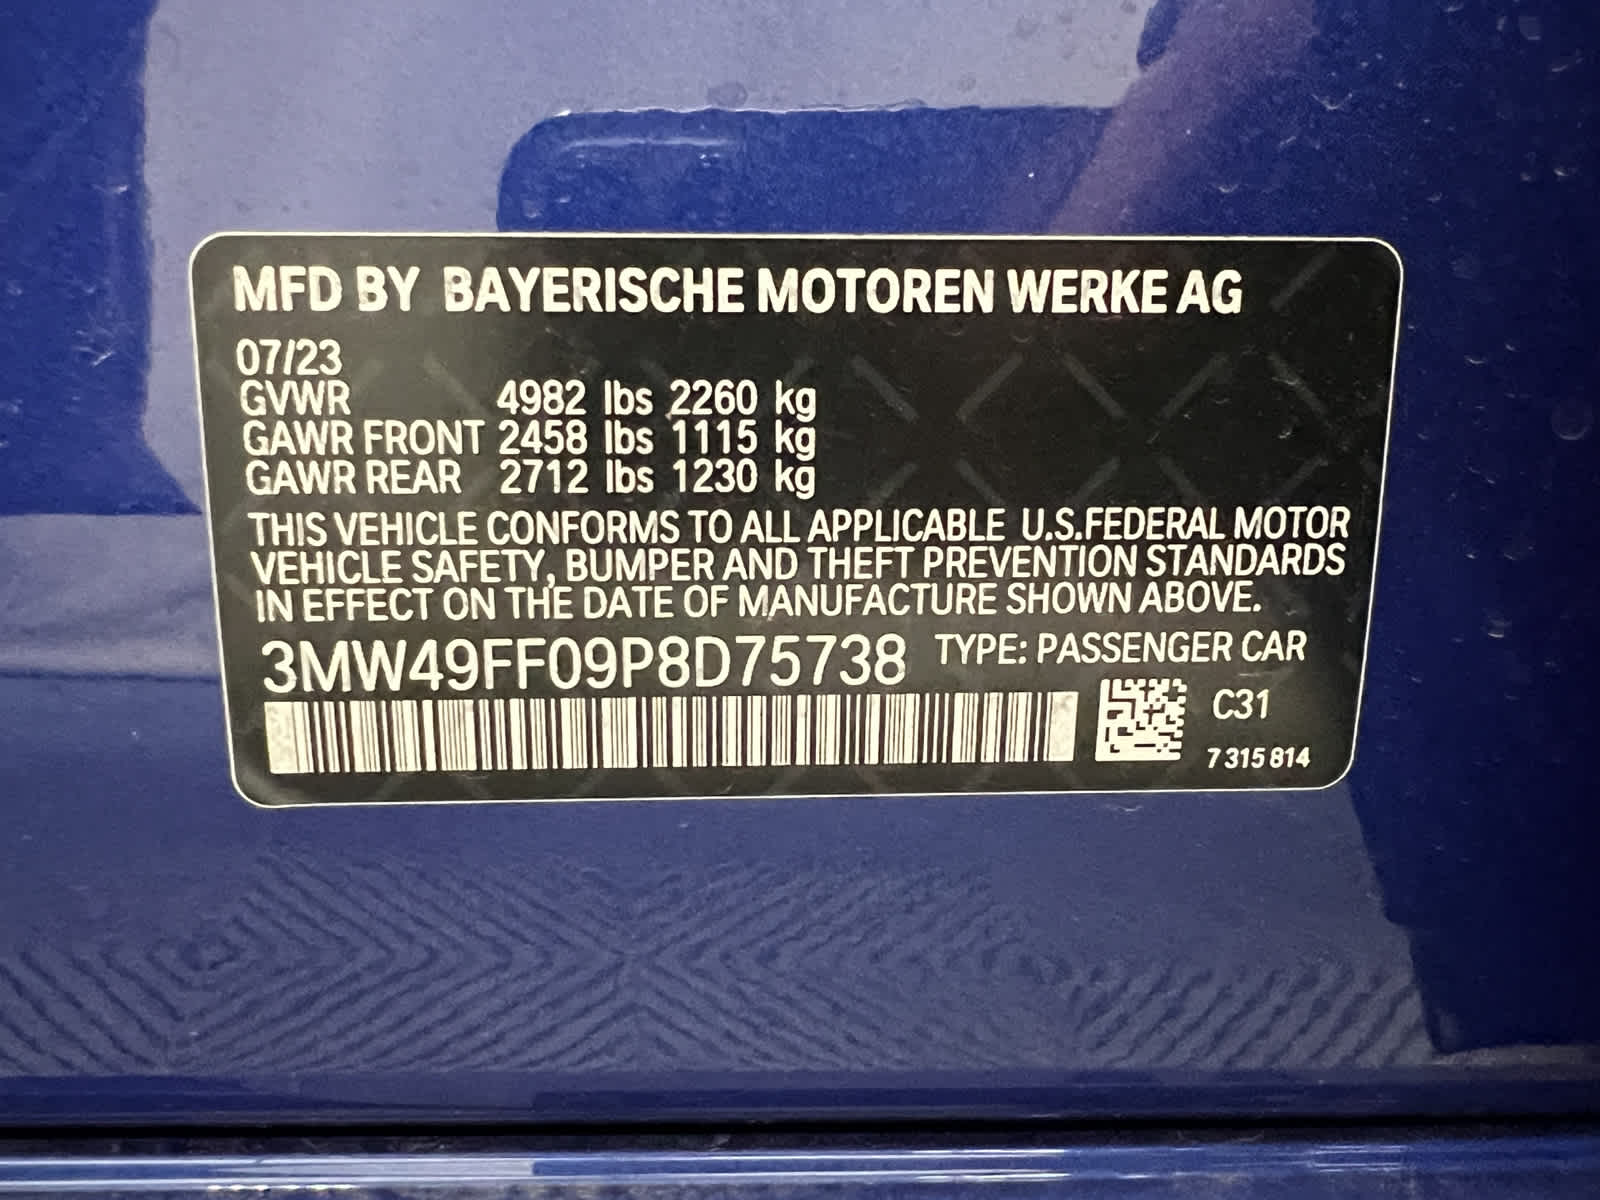 MFD BY BAYERISCHE MOTOREN WERKE AG
07/23
GVWR 4982 lbs 2260 kg
GAWR FRONT 2458 lbs 1115 kg
GAWR REAR 2712 lbs 1230 kg
THIS VEHICLE CONFORMS TO ALL APPLICABLE U.S.FEDERAL MOTOR
VEHICLE SAFETY, BUMPER AND THEFT PREVENTION STANDARDS
IN EFFECT ON THE DATE OF MANUFACTURE SHOWN ABOVE.
3MW49FF09P8D75738 TYPE: PASSENGER CAR
C31
7 315 814